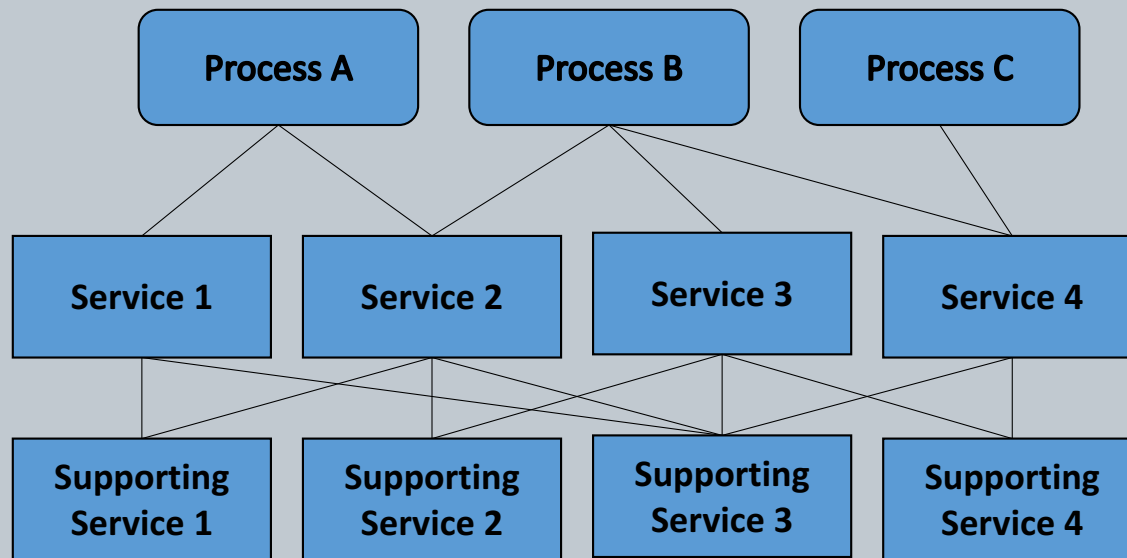 Process A
Process B
Process C
Service 1
Service 2
Service 3
Service 4
Supporting
Service 1
Supporting
Service 2
Supporting
Service 3
Supporting
Service 4